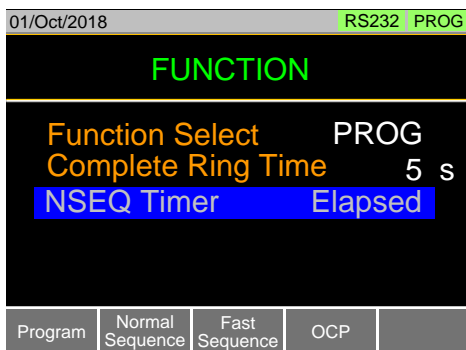 01/Oct/2018 RS232 PROG
FUNCTION
Function Select PROG
Complete Ring Time 5 s
NSEQ Timer Elapsed
Program Normal Sequence Fast Sequence OCP